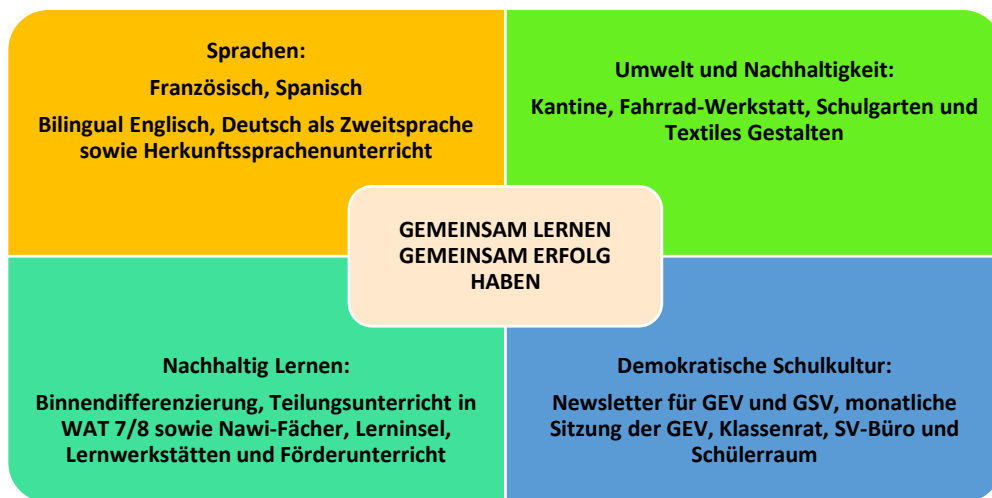 Sprachen:
Französisch, Spanisch
Bilingual Englisch, Deutsch als Zweitsprache
sowie Herkunftssprachenunterricht
Umwelt und Nachhaltigkeit:
Kantine, Fahrrad-Werkstatt, Schulgarten und
Textiles Gestalten
GEMEINSAM LERNEN
GEMEINSAM ERFOLG
HABEN
Nachhaltig Lernen:
Binnendifferenzierung, Teilungsunterricht in
WAT 7/8 sowie Nawi-Fächer, Lerninsel,
Lernwerkstätten und Förderunterricht
Demokratische Schulkultur:
Newsletter für GEV und GSV, monatliche
Sitzung der GEV, Klassenrat, SV-Büro und
Schülerraum